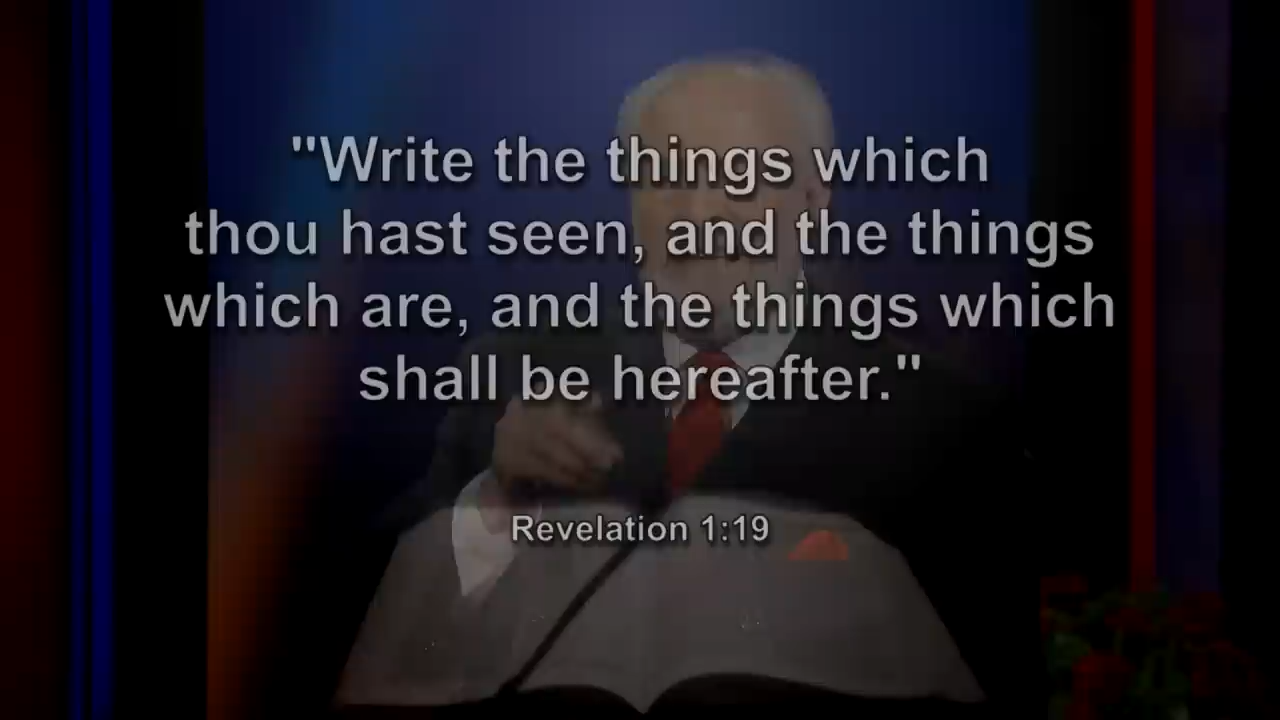 "Write the things which
thou hast seen, and the things
which are, and the things which
shall be hereafter."
Revelation 1:19